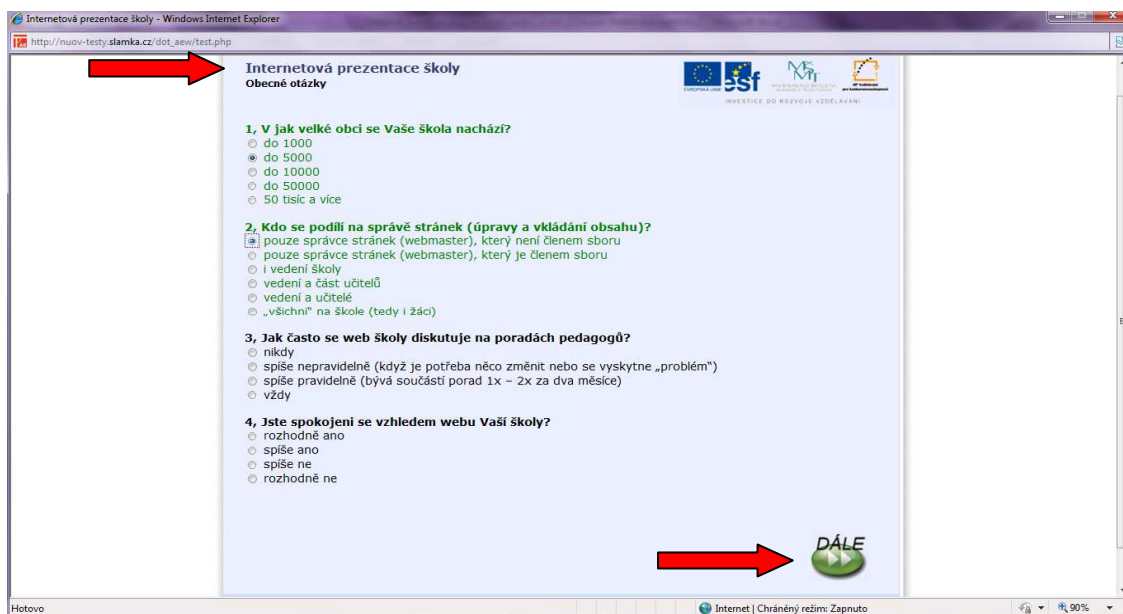 Internetová prezentace školy - Windows Internet Explorer
http://nuov-testy.slamka.cz/dot_aew/test.php
Internetová prezentace školy
Obecné otázky
EVROPSKÁ UNIE
esf
MŠMT
INVESTICE DO ROZVOJE VZDĚLÁVÁNÍ
1, V jak velké obci se Vaše škola nachází?
do 1000
do 5000
do 10000
do 50000
50 tisíc a více
2, Kdo se podílí na správě stránek (úpravy a vkládání obsahu)?
pouze správce stránek (webmaster), který není členem sboru
pouze správce stránek (webmaster), který je členem sboru
i vedení školy
vedení a část učitelů
vedení a učitelé
„všichni“ na škole (tedy i žáci)
3, Jak často se web školy diskutuje na poradách pedagogů?
nikdy
spíše nepravidelně (když je potřeba něco změnit nebo se vyskytne „problém“)
spíše pravidelně (bývá součástí porad 1x – 2x za dva měsíce)
vždy
4, Jste spokojeni se vzhledem webu Vaší školy?
rozhodně ano
spíše ano
spíše ne
rozhodně ne
DÁLE
Hotovo
Internet | Chráněný režim: Zapnuto
90%